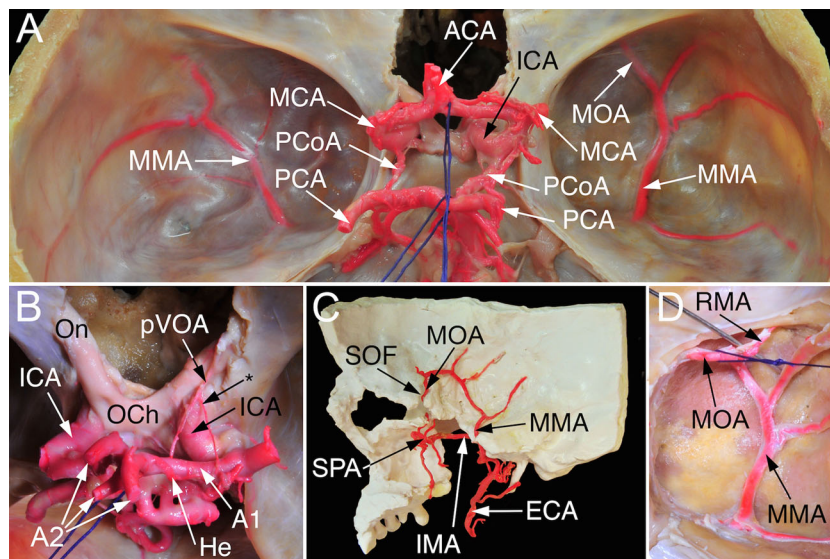 A
ACA
ICA
MCA
MOA
PCoA
MCA
MMA
MMA
PCA
PCoA
PCA
B
On
pVOA
*
ICA
OCh
ICA
A2
A1
He
C
MOA
SOF
MMA
SPA
IMA
ECA
D
RMA
MOA
MMA